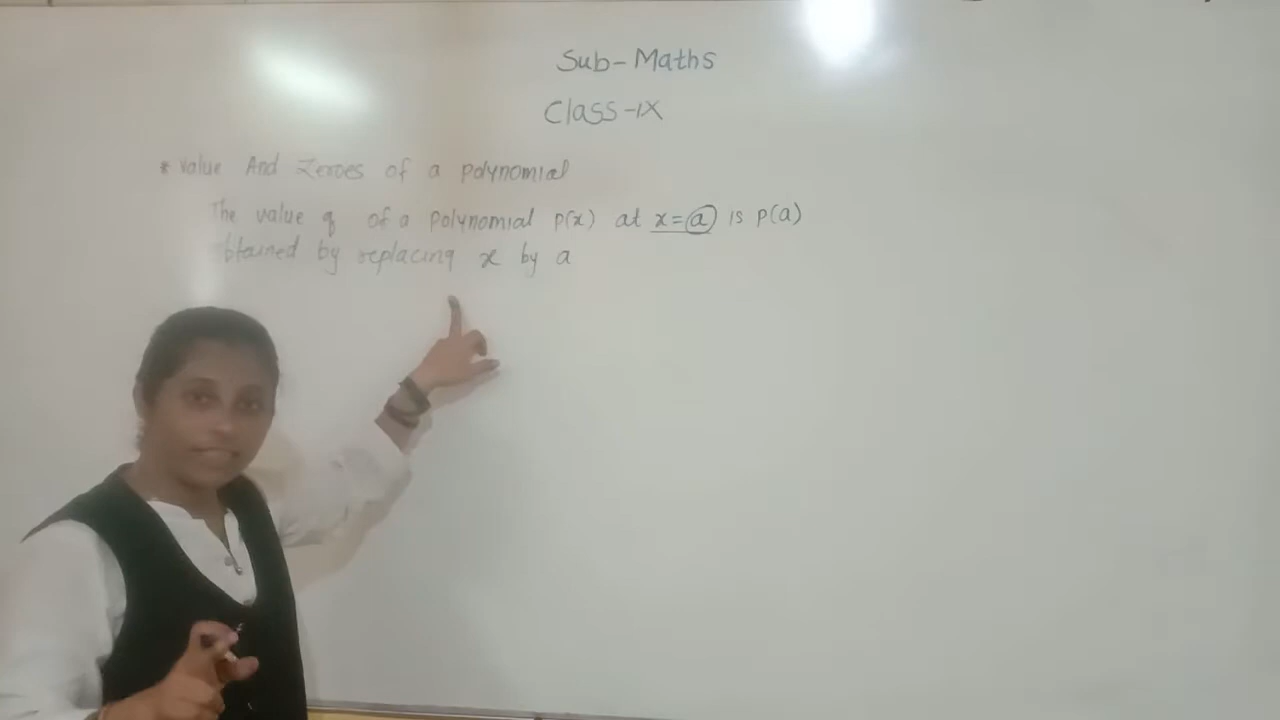 Sub-Maths
Class-IX
* Value And Zeroes of a polynomial
The value q of a polynomial p(x) at x=a is p(a)
obtained by replacing x by a